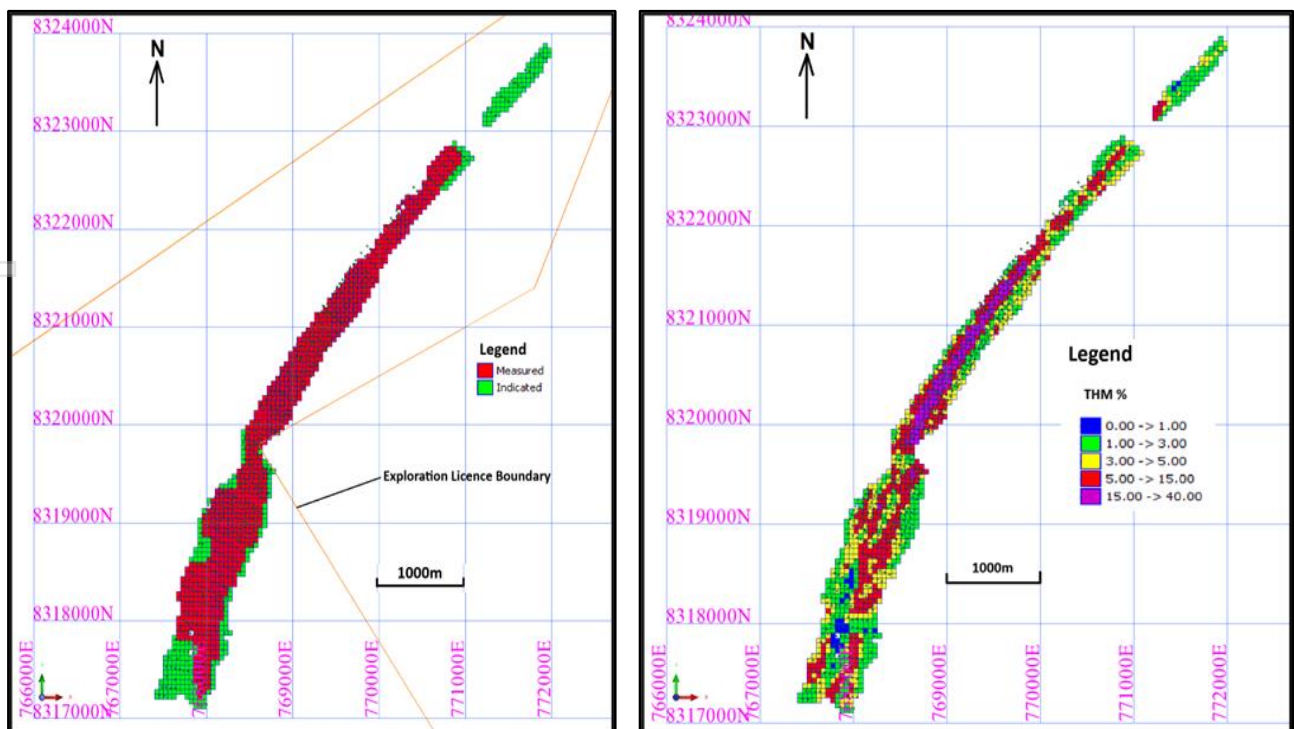 8324000N
N
8323000N
8322000N
8321000N
Legend
Measured
Indicated
8320000N
Exploration Licence Boundary
8319000N
1000m
8318000N
8317000N
766000E
767000E
769000E
770000E
771000E
772000E
8324000N
N
8323000N
8322000N
8321000N
Legend
THM %
0.00 -> 1.00
1.00 -> 3.00
3.00 -> 5.00
5.00 -> 15.00
15.00 -> 40.00
8320000N
8319000N
1000m
8318000N
8317000N
766000E
767000E
769000E
770000E
771000E
772000E